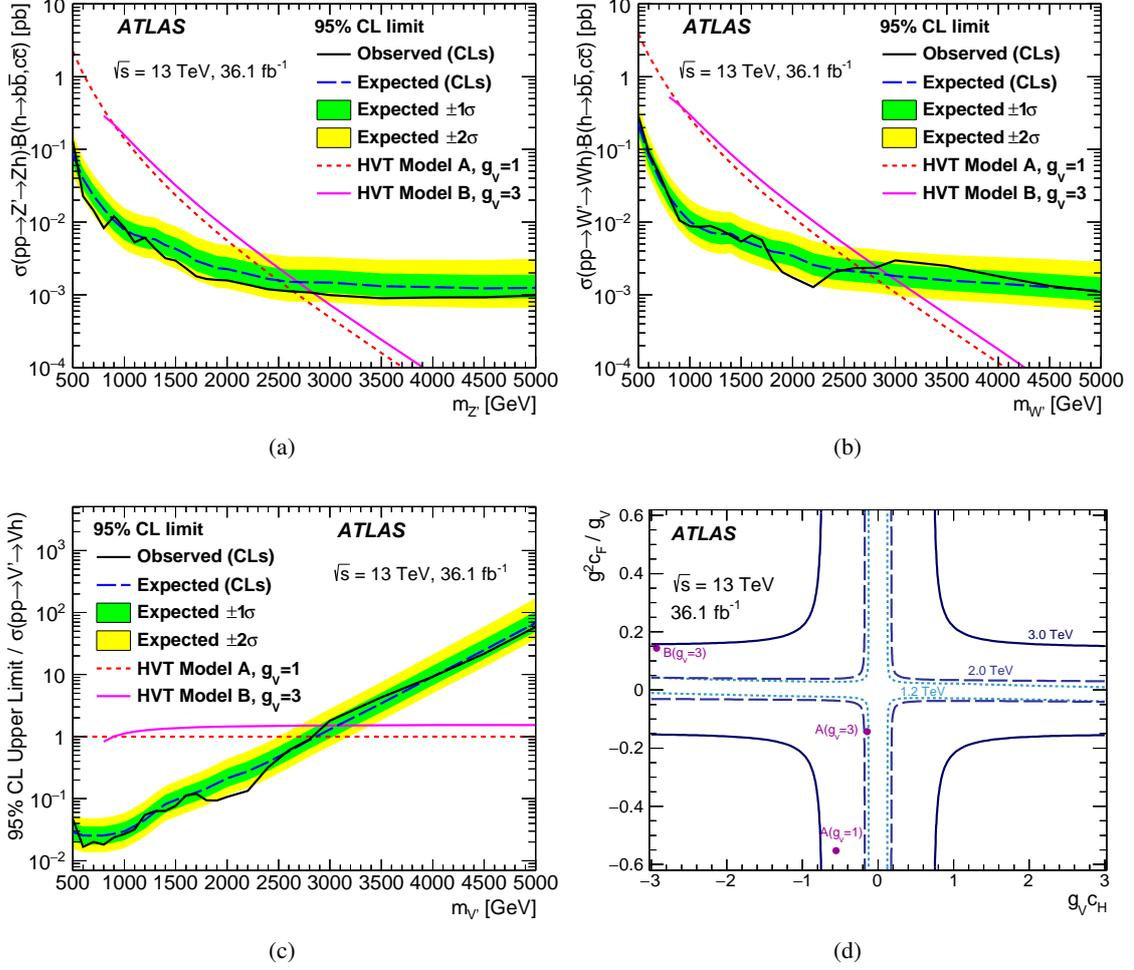 σ(pp→Z'→Zh)·B(h→bb̄,cc̄) [pb]
10
1
10⁻¹
10⁻²
10⁻³
10⁻⁴
ATLAS
√s = 13 TeV, 36.1 fb⁻¹
95% CL limit
Observed (CLs)
Expected (CLs)
Expected ±1σ
Expected ±2σ
HVT Model A, g_V=1
HVT Model B, g_V=3
500 1000 1500 2000 2500 3000 3500 4000 4500 5000
m_Z' [GeV]
(a)
σ(pp→W'→Wh)·B(h→bb̄,cc̄) [pb]
10
1
10⁻¹
10⁻²
10⁻³
10⁻⁴
ATLAS
√s = 13 TeV, 36.1 fb⁻¹
95% CL limit
Observed (CLs)
Expected (CLs)
Expected ±1σ
Expected ±2σ
HVT Model A, g_V=1
HVT Model B, g_V=3
500 1000 1500 2000 2500 3000 3500 4000 4500 5000
m_W' [GeV]
(b)
95% CL Upper Limit / σ(pp→V'→Vh)
10³
10²
10
1
10⁻¹
10⁻²
95% CL limit
Observed (CLs)
Expected (CLs)
Expected ±1σ
Expected ±2σ
HVT Model A, g_V=1
HVT Model B, g_V=3
ATLAS
√s = 13 TeV, 36.1 fb⁻¹
500 1000 1500 2000 2500 3000 3500 4000 4500 5000
m_V' [GeV]
(c)
g²c_F / g_V
0.6
0.4
0.2
0
−0.2
−0.4
−0.6
ATLAS
√s = 13 TeV
36.1 fb⁻¹
3.0 TeV
B(g_V=3)
2.0 TeV
1.2 TeV
A(g_V=3)
A(g_V=1)
−3 −2 −1 0 1 2 3
g_V c_H
(d)